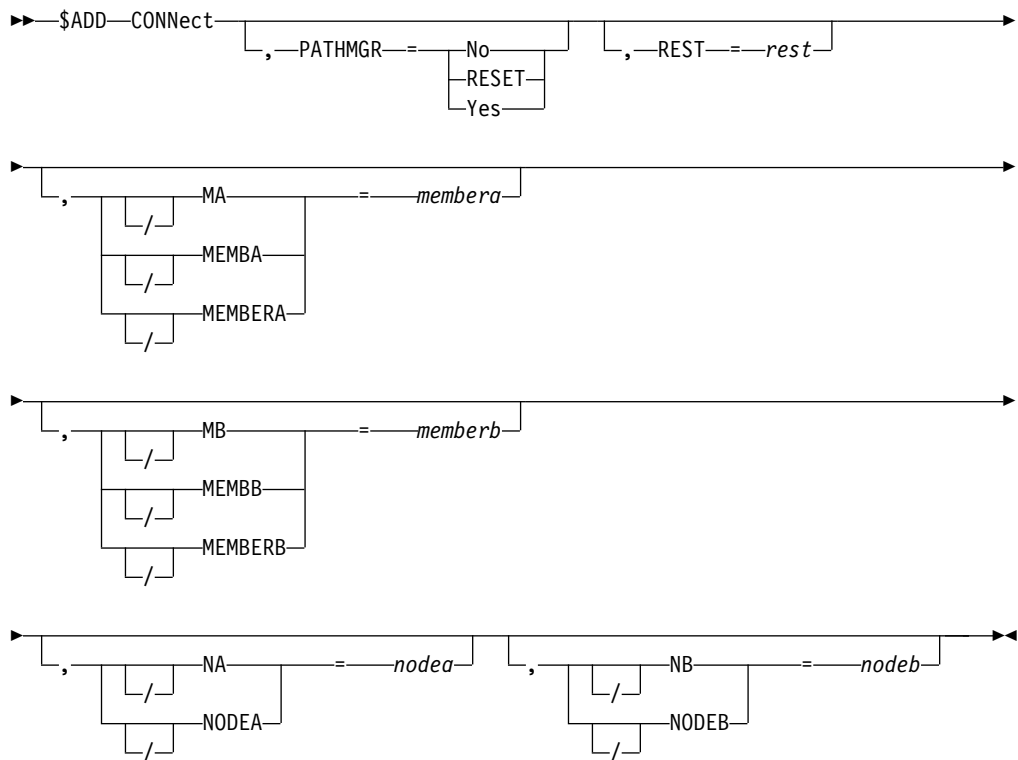 $ADD CONNect , PATHMGR = No , REST = rest
RESET
Yes
, / MA = membera
/ MEMBA
/ MEMBERA
, / MB = memberb
/ MEMBB
/ MEMBERB
, / NA = nodea , / NB = nodeb
/ NODEA / NODEB